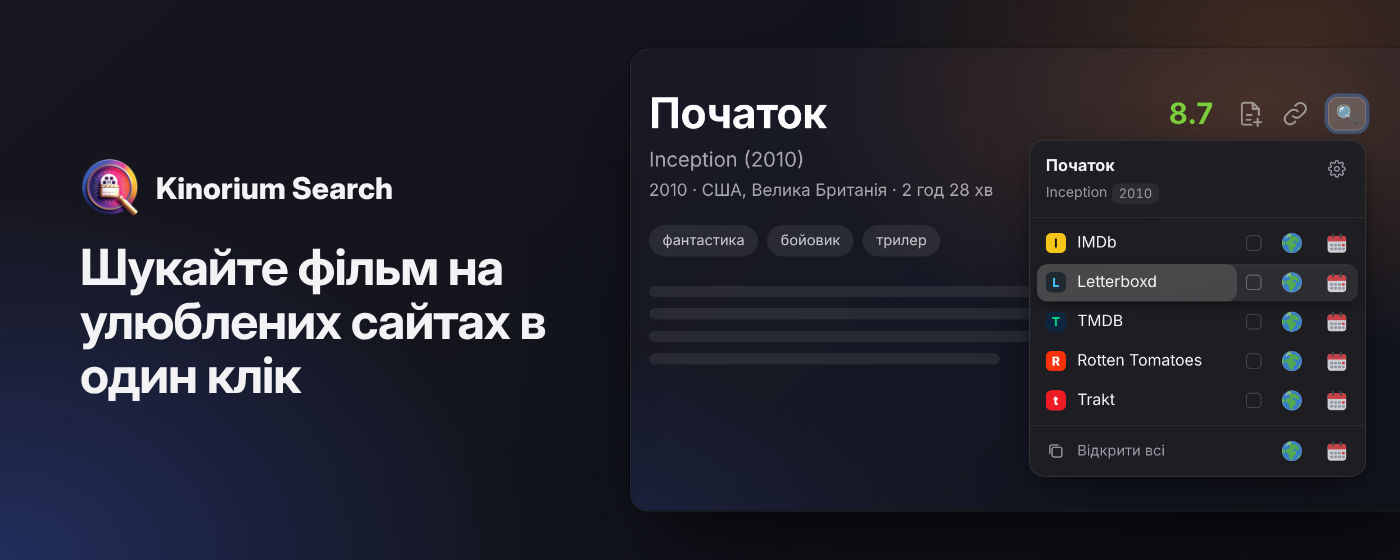 Kinorium Search
Шукайте фільм на
улюблених сайтах в
один клік
Початок
8.7
Inception (2010)
2010 · США, Велика Британія · 2 год 28 хв
фантастика
бойовик
трилер
Початок
Inception 2010
I IMDb
L Letterboxd
T TMDB
R Rotten Tomatoes
t Trakt
Відкрити всі